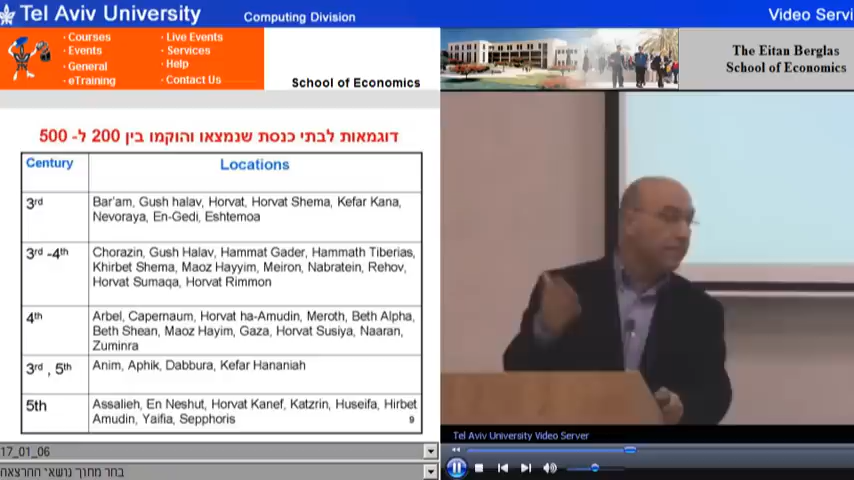 Tel Aviv University
Computing Division
Video Servi
· Courses
· Events
· General
· eTraining
· Live Events
· Services
· Help
· Contact Us
School of Economics
The Eitan Berglas
School of Economics
דוגמאות לבתי כנסת שנמצאו והוקמו בין 200 ל- 500
Century
Locations
3rd
Bar'am, Gush halav, Horvat, Horvat Shema, Kefar Kana,
Nevoraya, En-Gedi, Eshtemoa
3rd -4th
Chorazin, Gush Halav, Hammat Gader, Hammath Tiberias,
Khirbet Shema, Maoz Hayyim, Meiron, Nabratein, Rehov,
Horvat Sumaqa, Horvat Rimmon
4th
Arbel, Capernaum, Horvat ha-Amudin, Meroth, Beth Alpha,
Beth Shean, Maoz Hayim, Gaza, Horvat Susiya, Naaran,
Zuminra
3rd , 5th
Anim, Aphik, Dabbura, Kefar Hananiah
5th
Assalieh, En Neshut, Horvat Kanef, Katzrin, Huseifa, Hirbet
Amudin, Yaifia, Sepphoris
9
Tel Aviv University Video Server
17_01_06
בחר מתוך נושאי ההרצאה